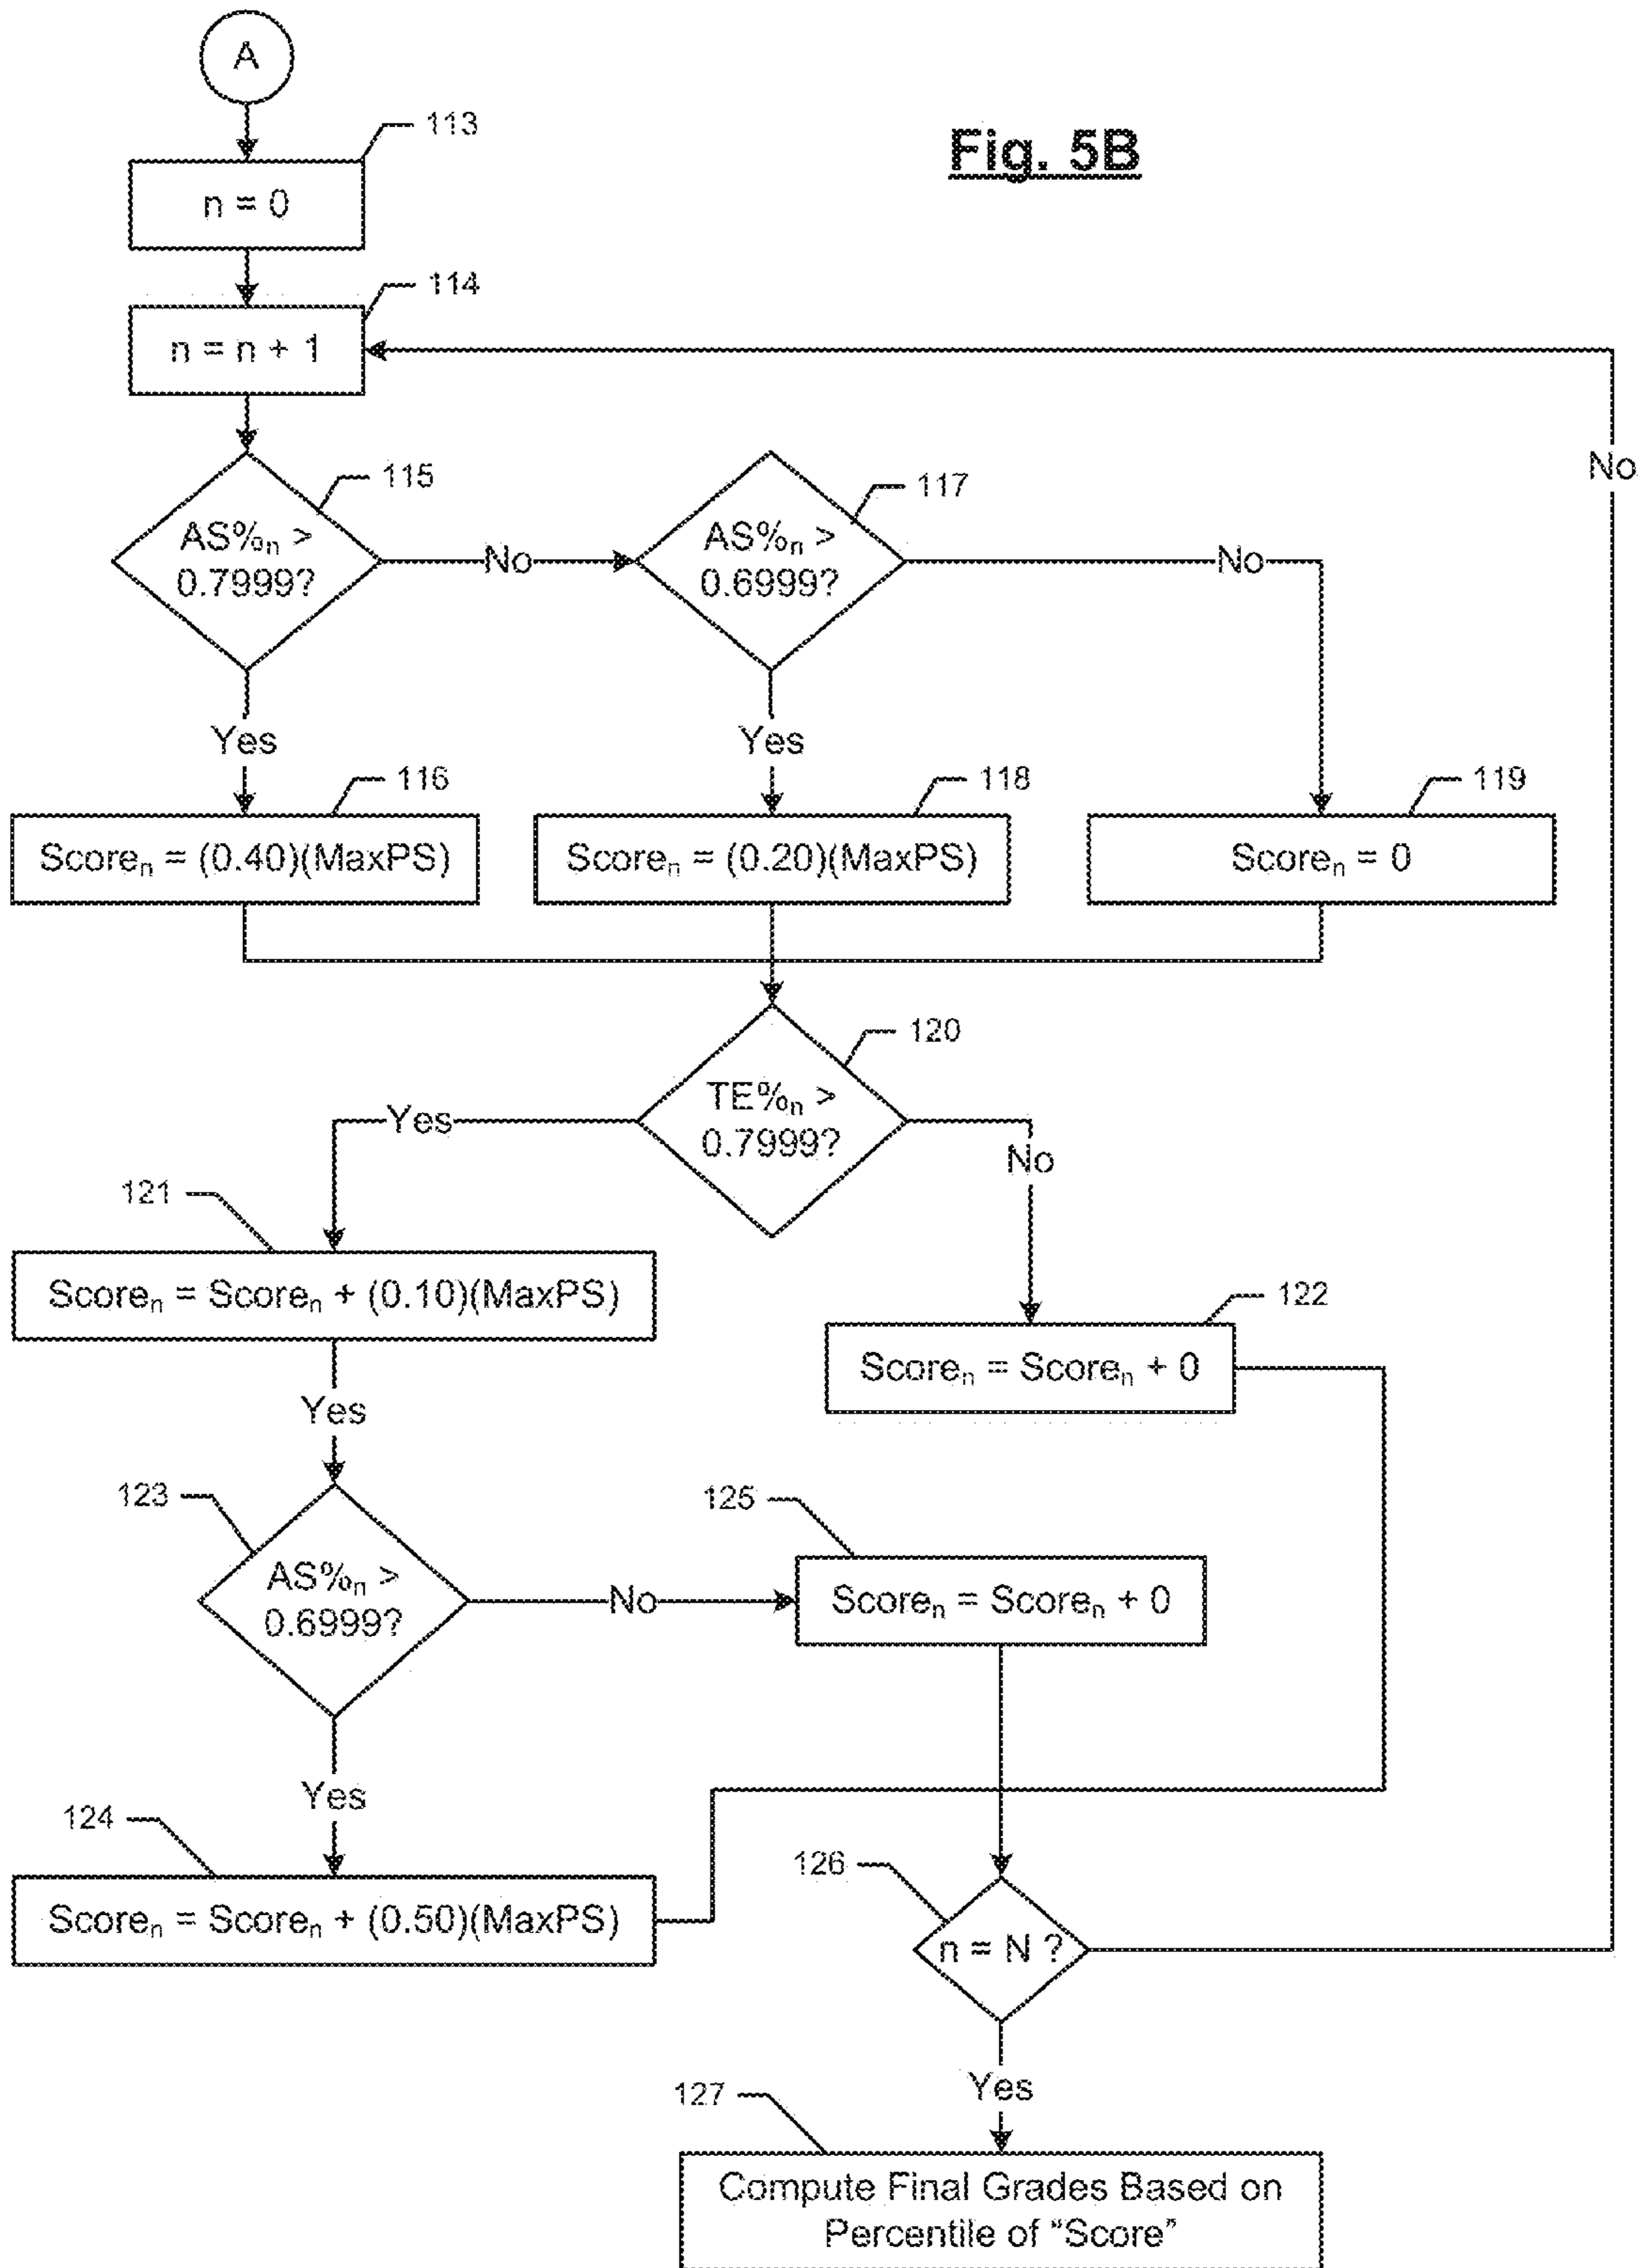 A
113
Fig. 5B
n = 0
114
n = n + 1
No
115
117
AS%n >
0.7999?
No
AS%n >
0.6999?
No
Yes
Yes
116
118
119
Scoren = (0.40)(MaxPS)
Scoren = (0.20)(MaxPS)
Scoren = 0
120
TE%n >
0.7999?
Yes
No
121
Scoren = Scoren + (0.10)(MaxPS)
122
Scoren = Scoren + 0
Yes
123
125
AS%n >
0.6999?
No
Scoren = Scoren + 0
Yes
124
126
Scoren = Scoren + (0.50)(MaxPS)
n = N ?
Yes
127
Compute Final Grades Based on
Percentile of “Score”